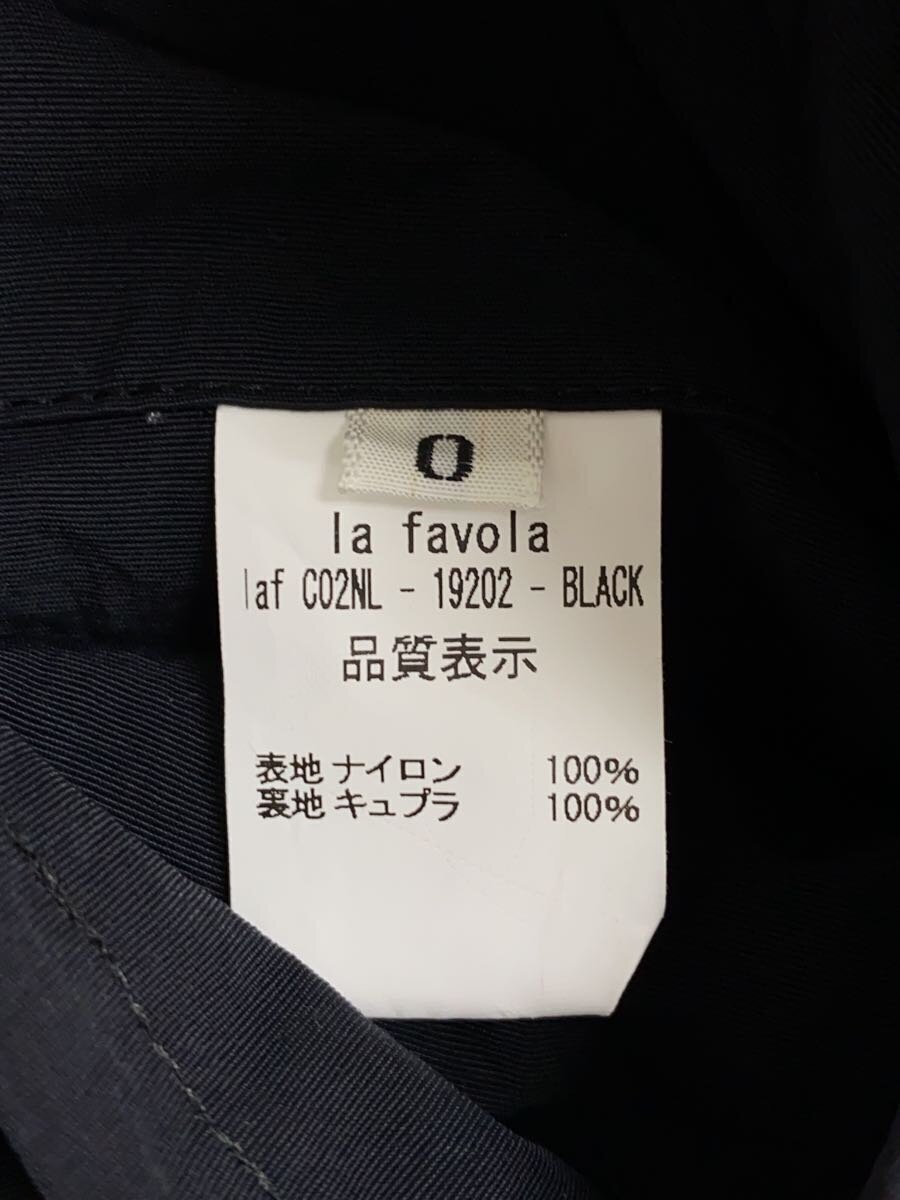 0
la favola
laf C02NL - 19202 - BLACK
品質表示
表地 ナイロン 100%
裏地 キュプラ 100%